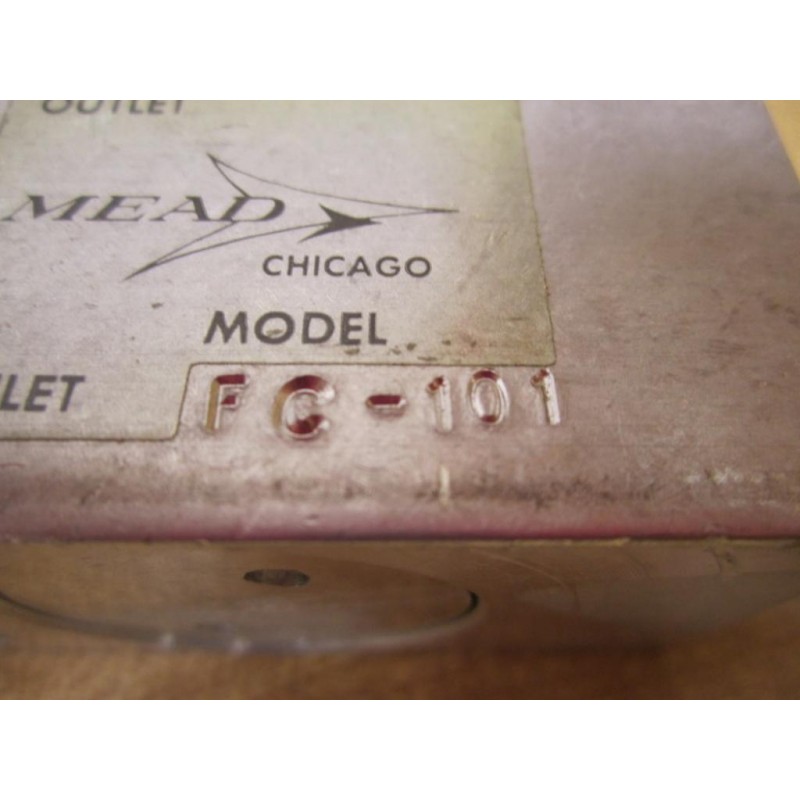 OUTLET
MEAD
CHICAGO
MODEL
LET
FC-101